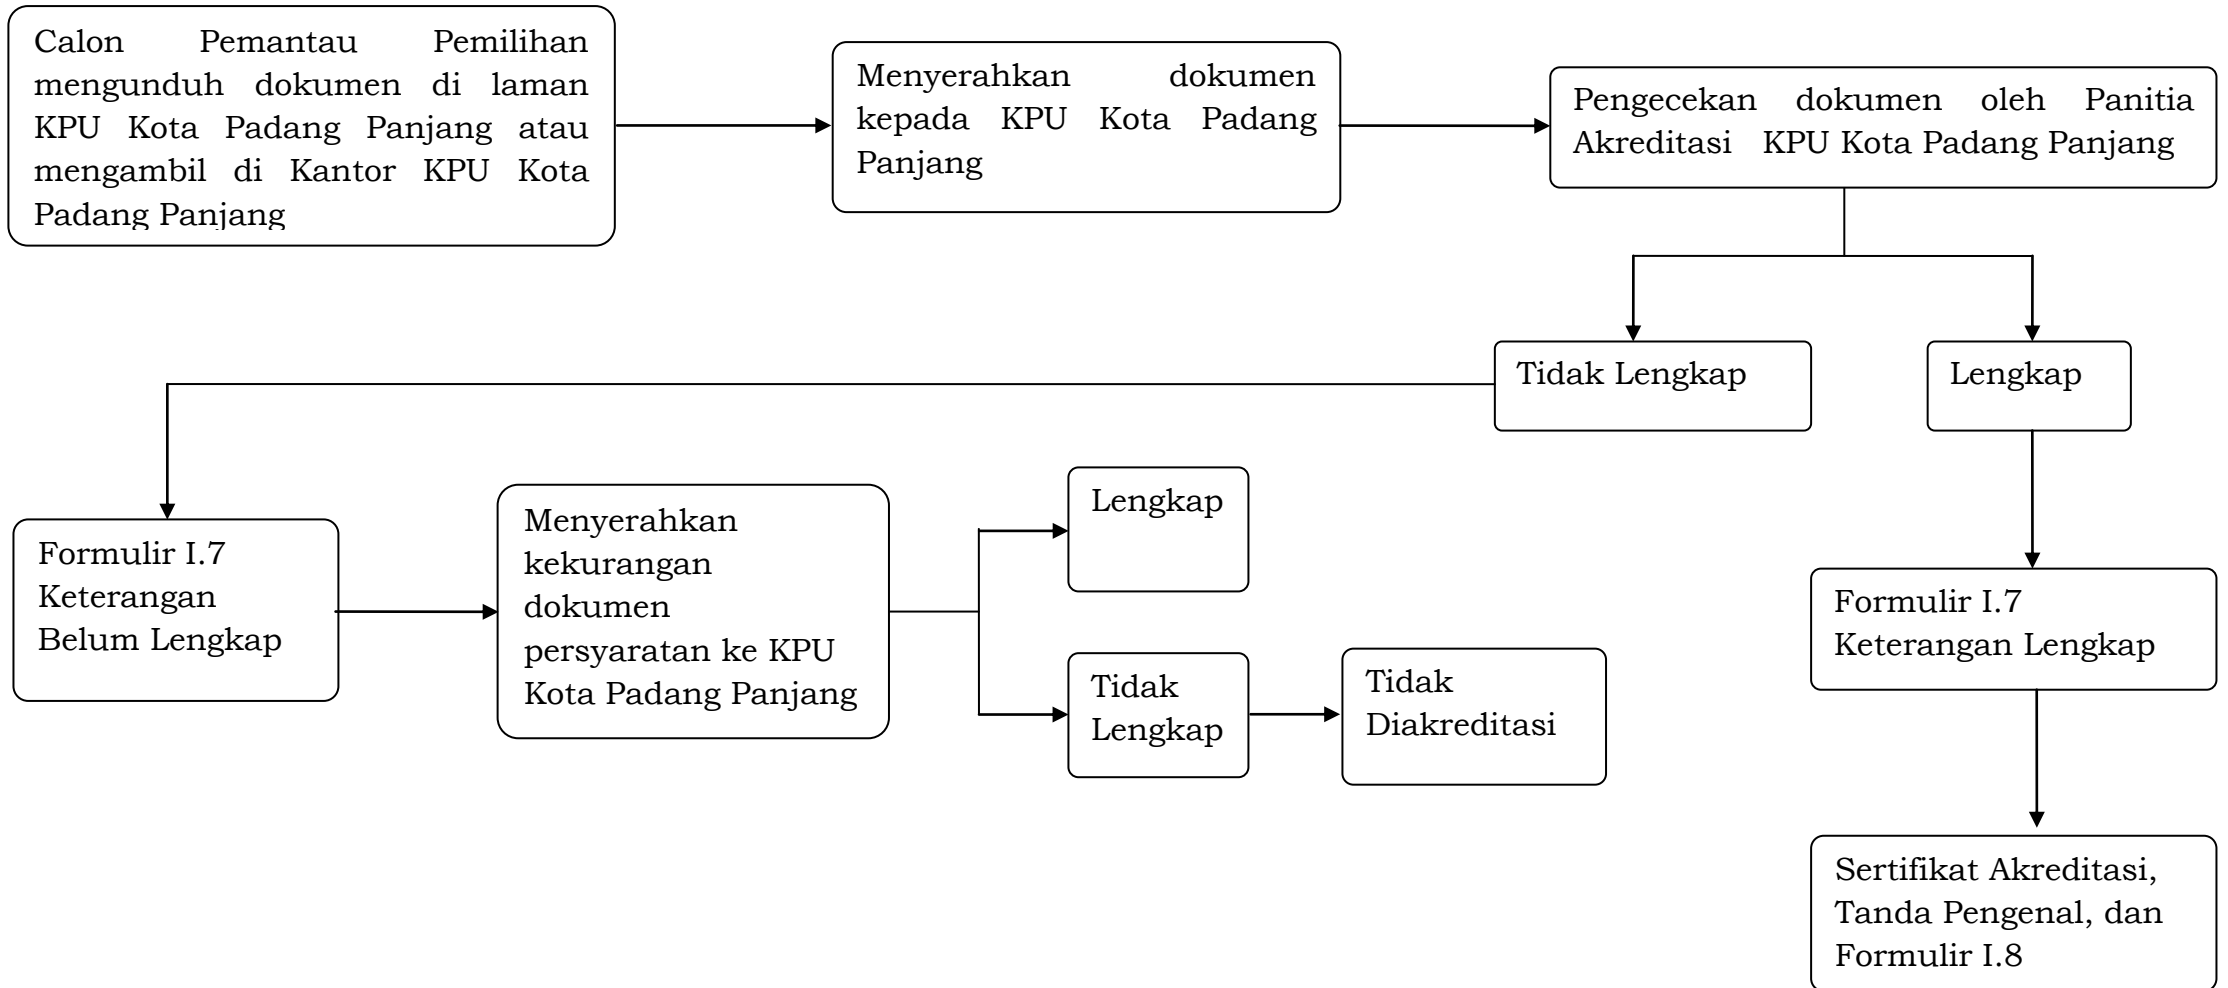 Calon Pemantau Pemilihan
mengunduh dokumen di laman
KPU Kota Padang Panjang atau
mengambil di Kantor KPU Kota
Padang Panjang
Menyerahkan dokumen
kepada KPU Kota Padang
Panjang
Pengecekan dokumen oleh Panitia
Akreditasi KPU Kota Padang Panjang
Tidak Lengkap
Lengkap
Formulir I.7
Keterangan
Belum Lengkap
Menyerahkan
kekurangan
dokumen
persyaratan ke KPU
Kota Padang Panjang
Lengkap
Tidak
Lengkap
Tidak
Diakreditasi
Formulir I.7
Keterangan Lengkap
Sertifikat Akreditasi,
Tanda Pengenal, dan
Formulir I.8